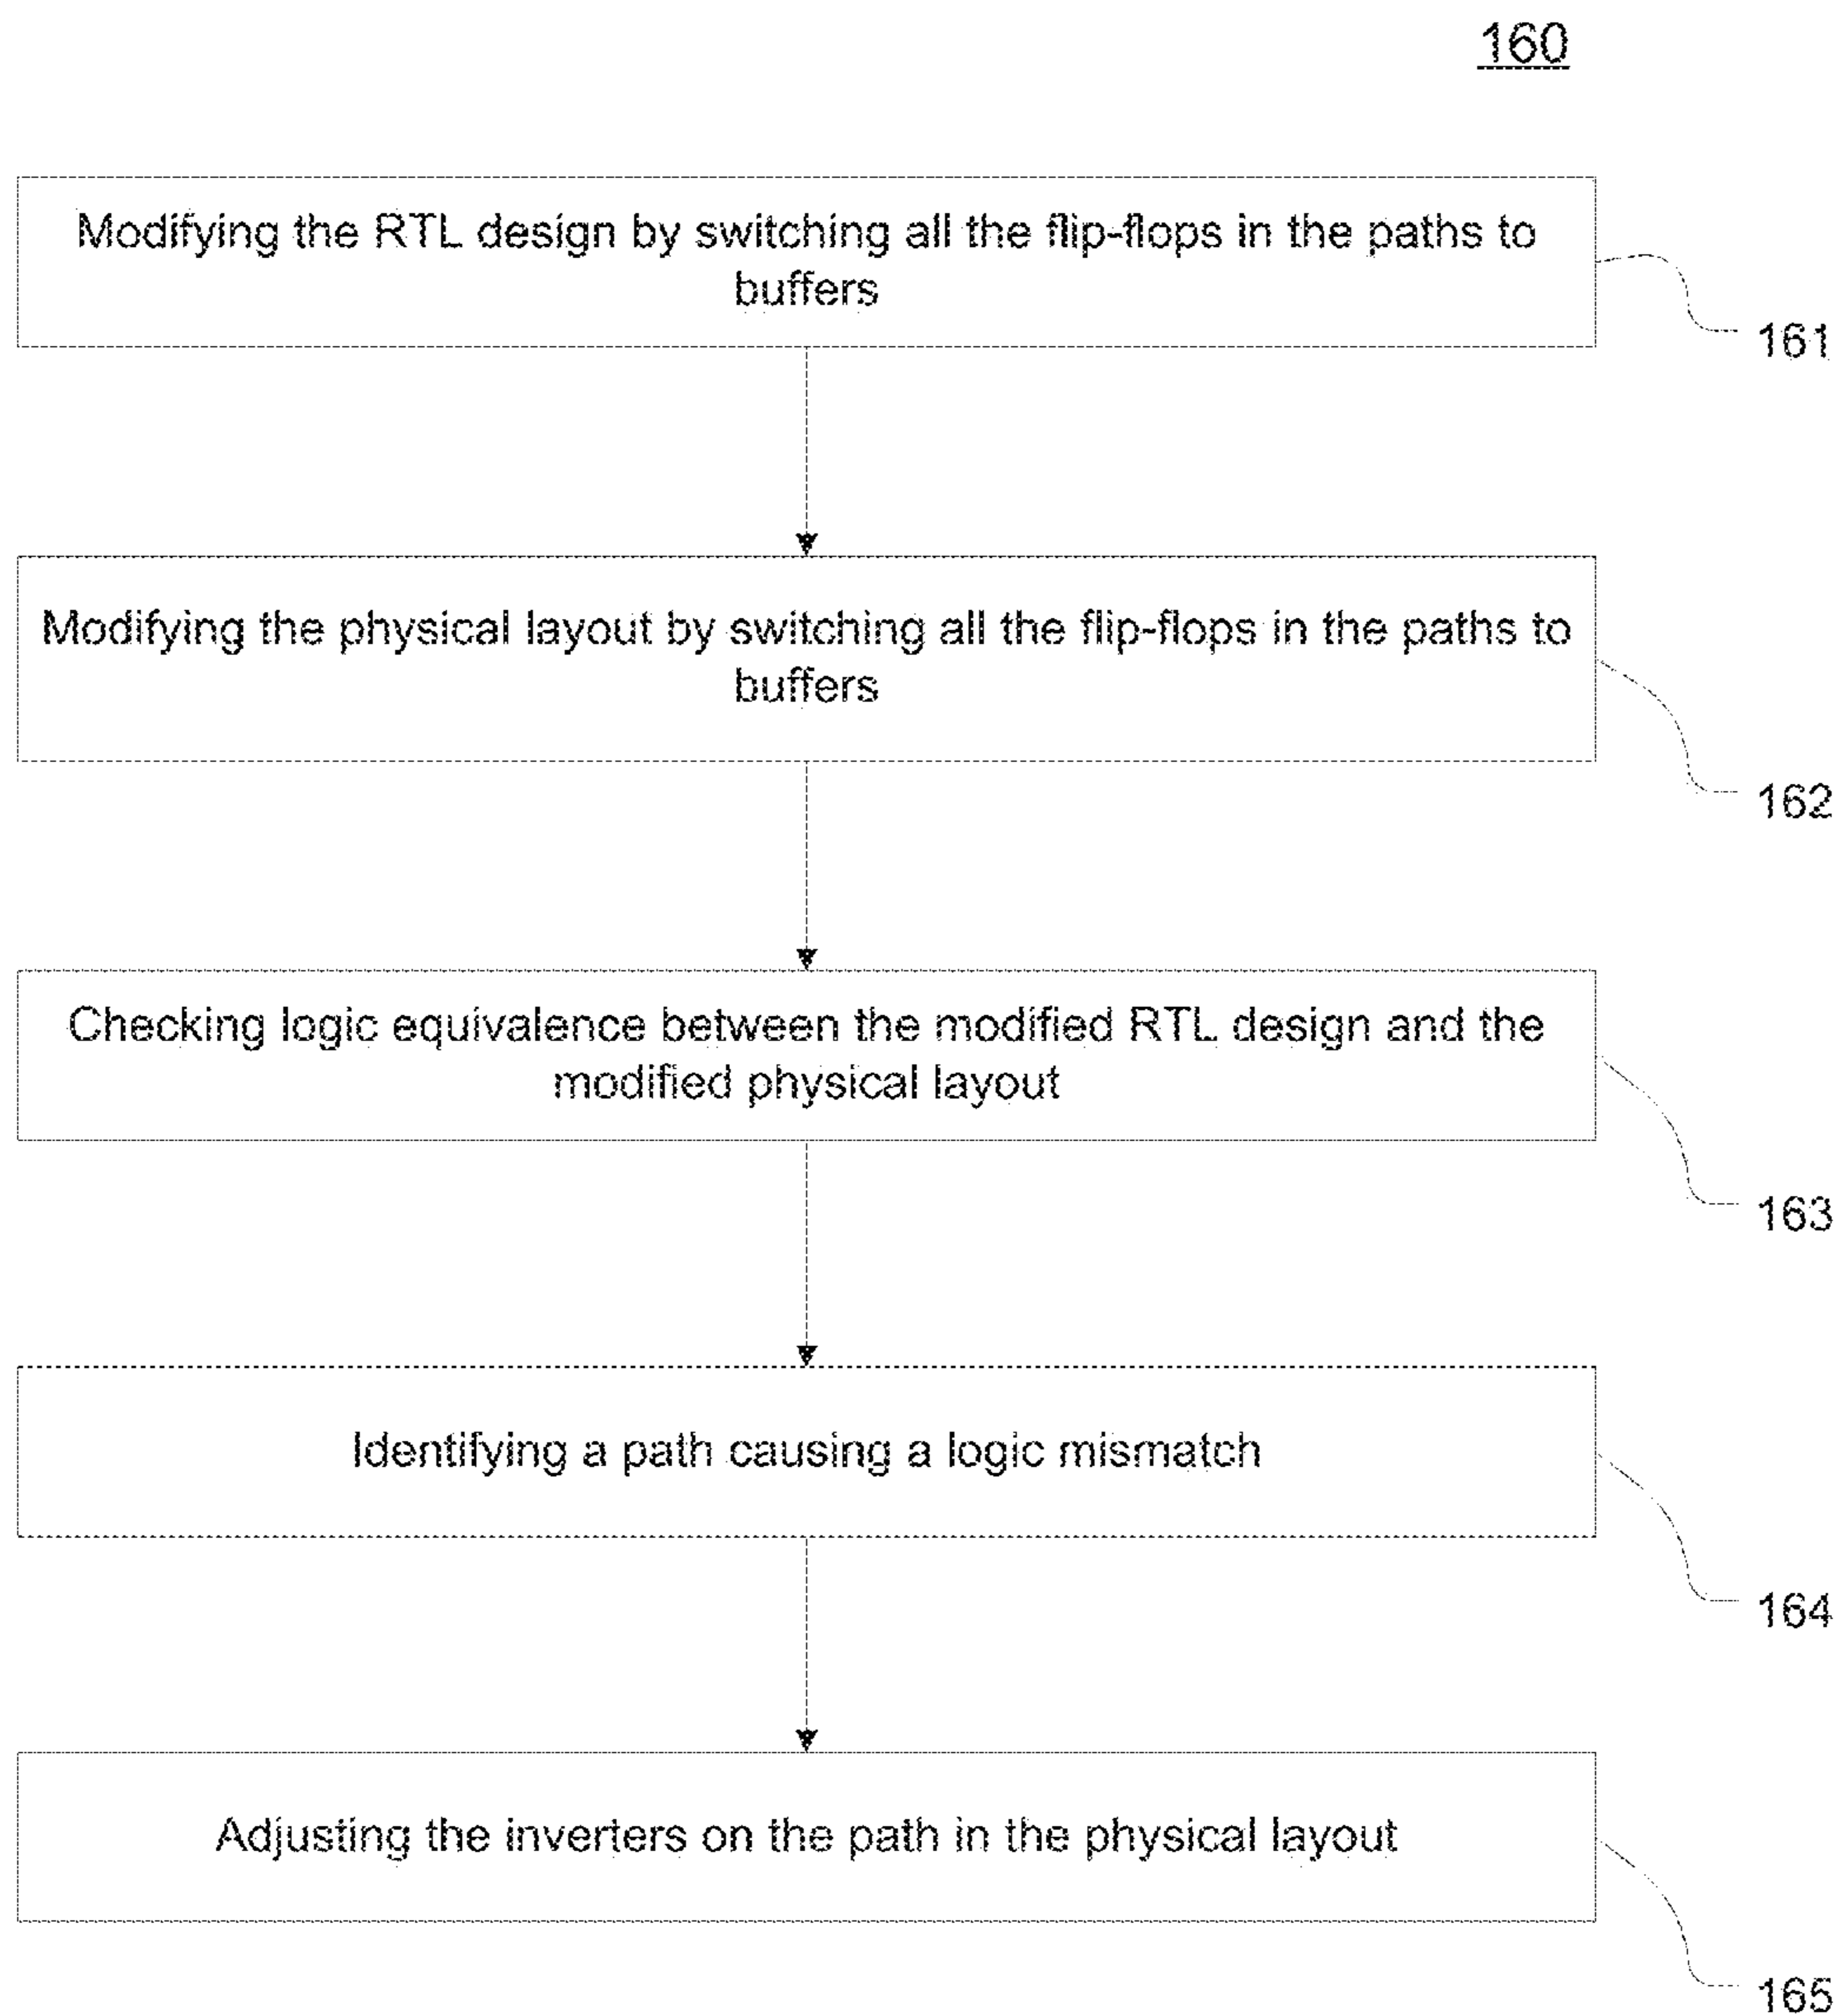 160
Modifying the RTL design by switching all the flip-flops in the paths to
buffers
161
Modifying the physical layout by switching all the flip-flops in the paths to
buffers
162
Checking logic equivalence between the modified RTL design and the
modified physical layout
163
Identifying a path causing a logic mismatch
164
Adjusting the inverters on the path in the physical layout
165